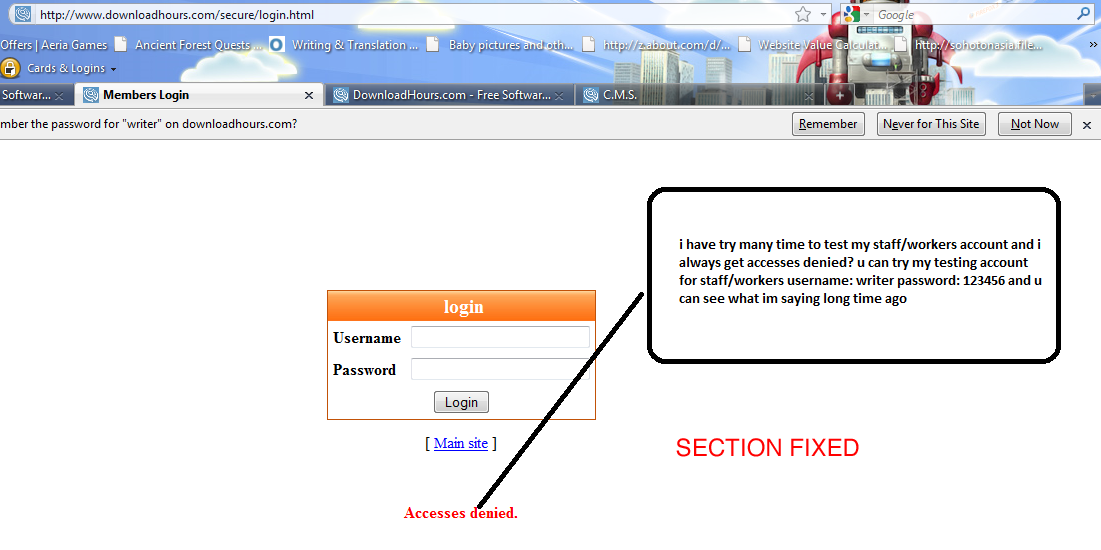 http://www.downloadhours.com/secure/login.html
Google
Offers | Aeria Games
Ancient Forest Quests ...
Writing & Translation ...
Baby pictures and oth...
http://z.about.com/d/...
Website Value Calculat...
http://sohotonasia.file...
»
Cards & Logins
Softwar...
Members Login
DownloadHours.com - Free Softwar...
C.M.S.
mber the password for "writer" on downloadhours.com?
Remember
Never for This Site
Not Now
i have try many time to test my staff/workers account and i
always get accesses denied? u can try my testing account
for staff/workers username: writer password: 123456 and u
can see what im saying long time ago
login
Username
Password
Login
[ Main site ]
SECTION FIXED
Accesses denied.